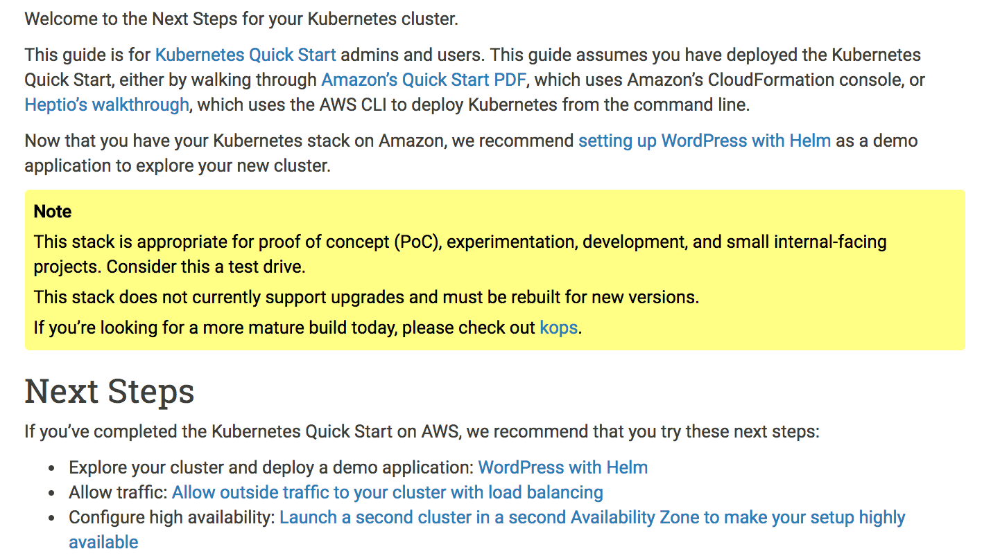 Welcome to the Next Steps for your Kubernetes cluster.
This guide is for Kubernetes Quick Start admins and users. This guide assumes you have deployed the Kubernetes
Quick Start, either by walking through Amazon’s Quick Start PDF, which uses Amazon’s CloudFormation console, or
Heptio’s walkthrough, which uses the AWS CLI to deploy Kubernetes from the command line.
Now that you have your Kubernetes stack on Amazon, we recommend setting up WordPress with Helm as a demo
application to explore your new cluster.
Note
This stack is appropriate for proof of concept (PoC), experimentation, development, and small internal-facing
projects. Consider this a test drive.
This stack does not currently support upgrades and must be rebuilt for new versions.
If you’re looking for a more mature build today, please check out kops.
Next Steps
If you’ve completed the Kubernetes Quick Start on AWS, we recommend that you try these next steps:
• Explore your cluster and deploy a demo application: WordPress with Helm
• Allow traffic: Allow outside traffic to your cluster with load balancing
• Configure high availability: Launch a second cluster in a second Availability Zone to make your setup highly
available